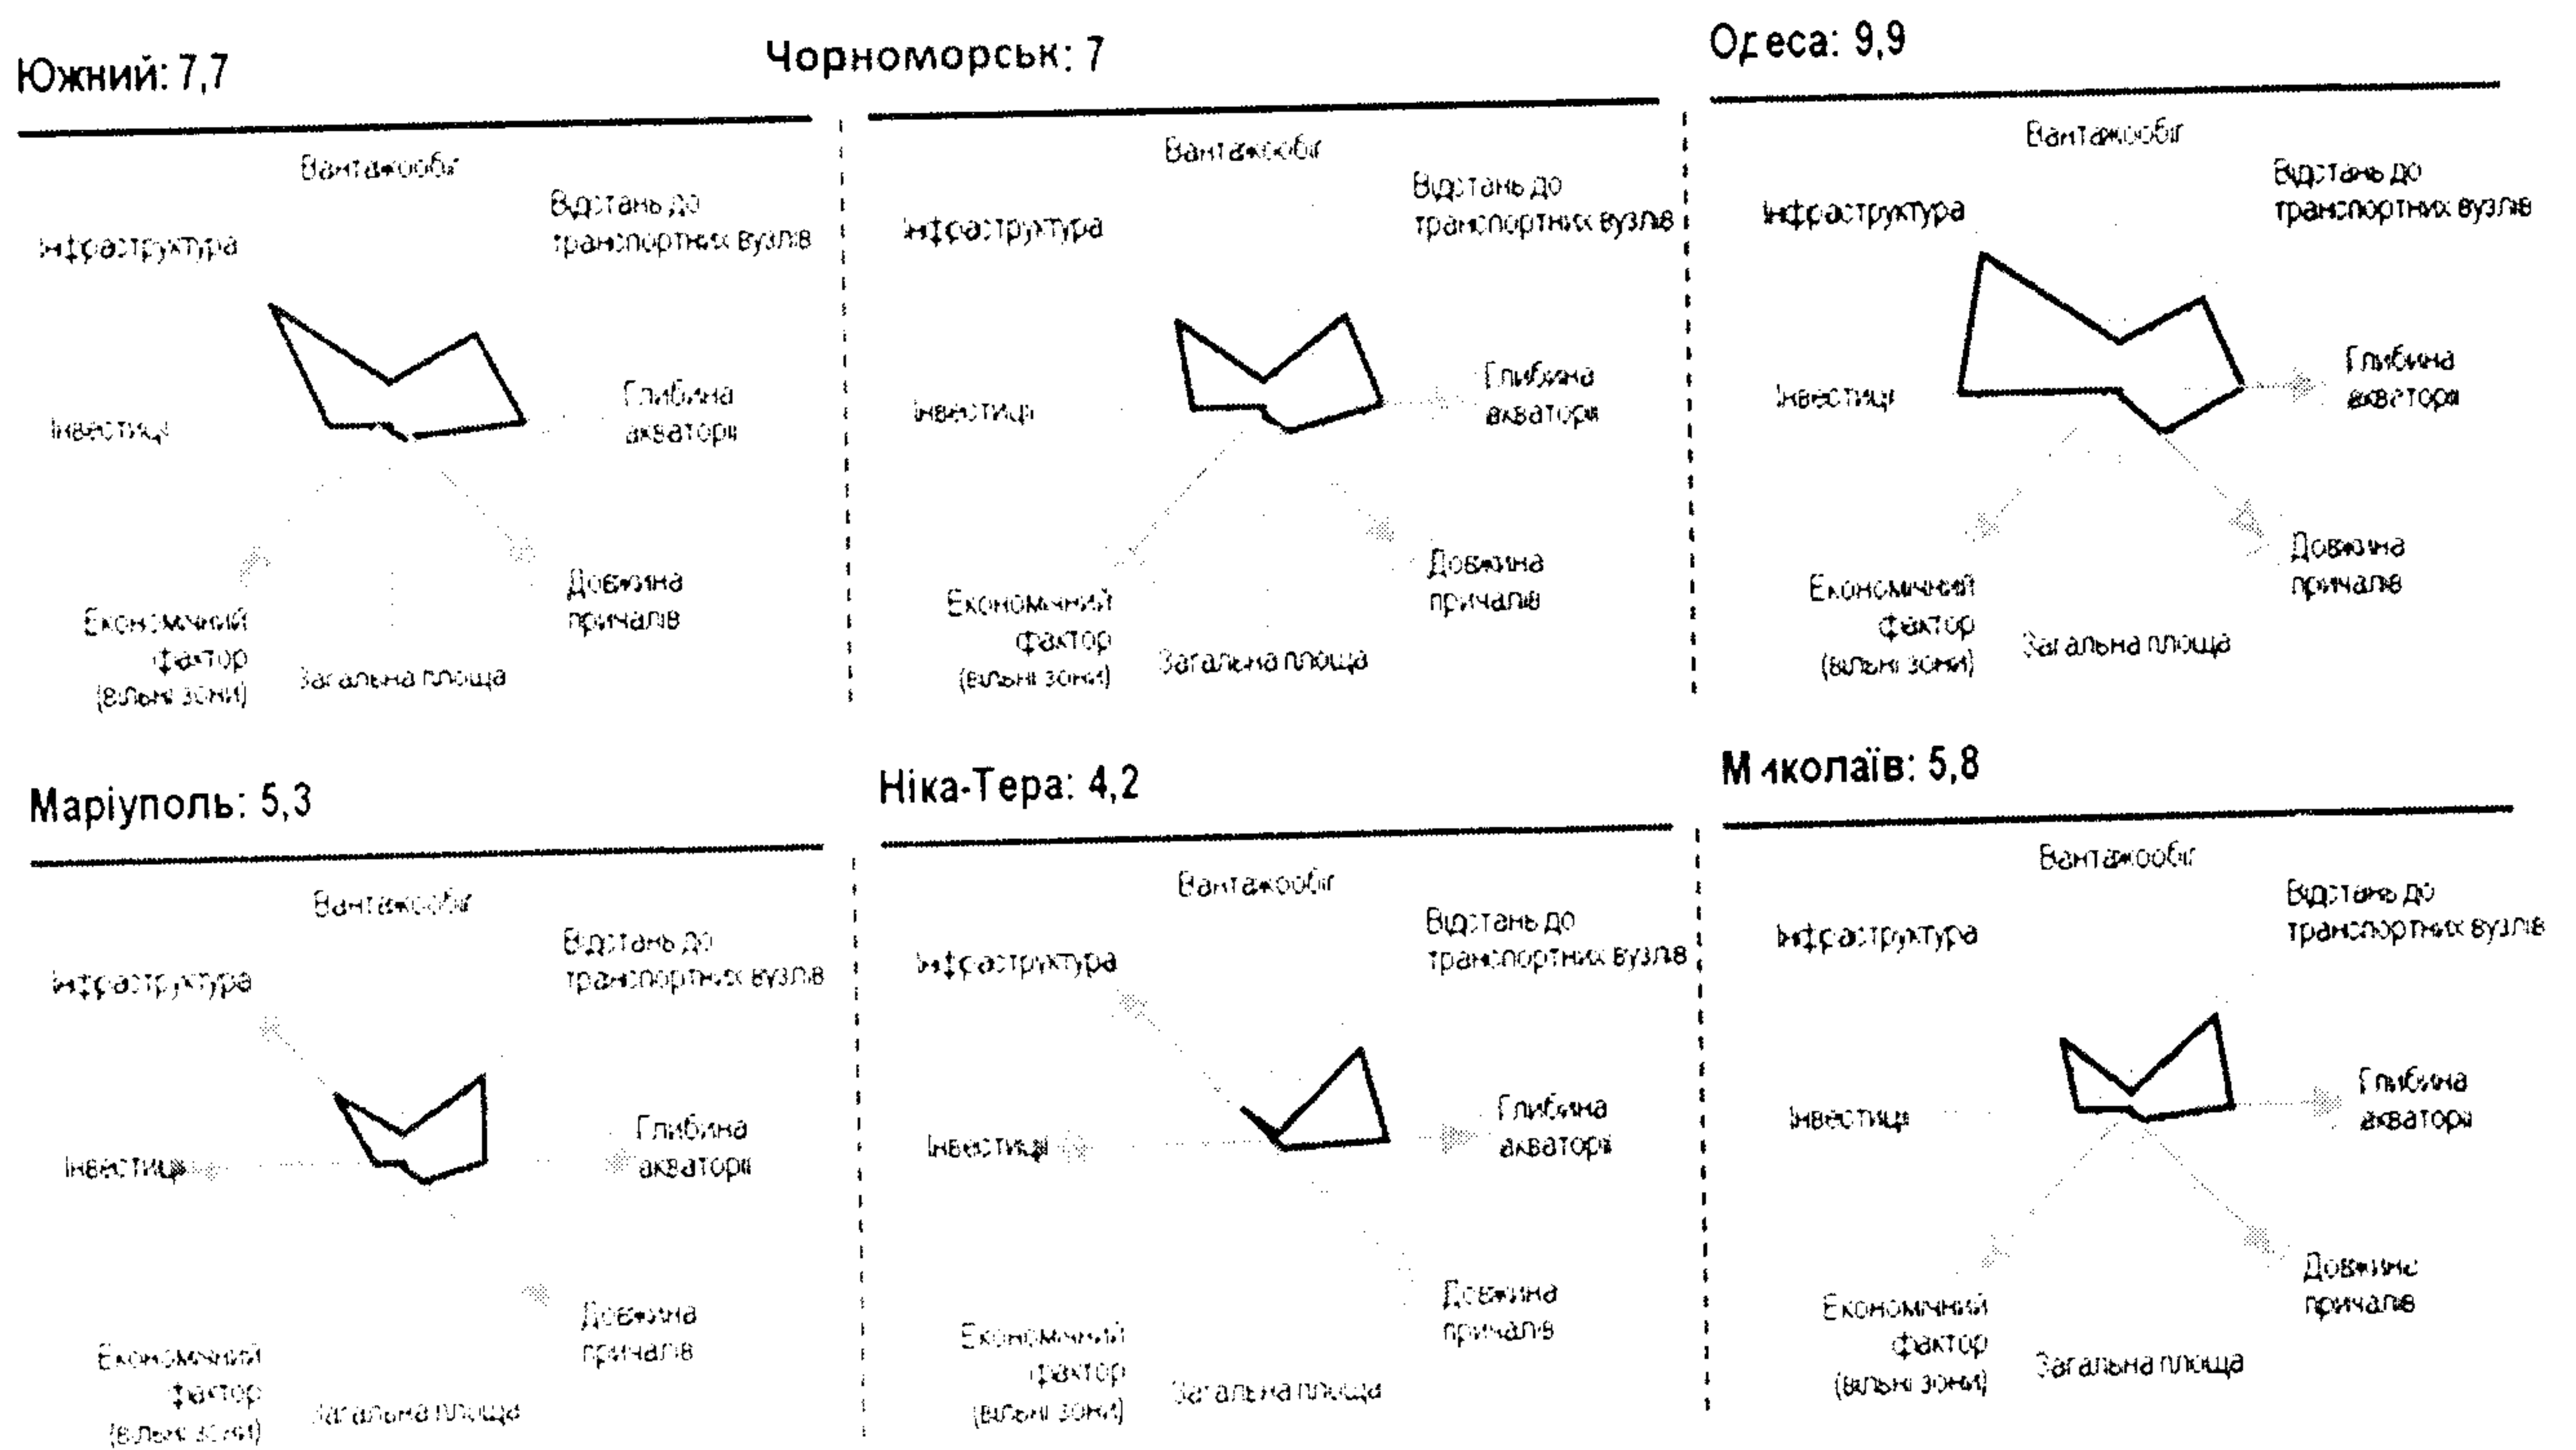 Южний: 7,7
Вантажообіг
Відстань до
транспортних вузлів
Інфраструктура
Глибина
акваторії
Інвестиції
Довжина
причалів
Економічний
фактор
(вільні зони)
Загальна площа
Чорноморськ: 7
Вантажообіг
Відстань до
транспортних вузлів
Інфраструктура
Глибина
акваторії
Інвестиції
Довжина
причалів
Економічний
фактор
(вільні зони)
Загальна площа
Одеса: 9,9
Вантажообіг
Відстань до
транспортних вузлів
Інфраструктура
Глибина
акваторії
Інвестиції
Довжина
причалів
Економічний
фактор
(вільні зони)
Загальна площа
Маріуполь: 5,3
Вантажообіг
Відстань до
транспортних вузлів
Інфраструктура
Глибина
акваторії
Інвестиції
Довжина
причалів
Економічний
фактор
(вільні зони)
Загальна площа
Ніка-Тера: 4,2
Вантажообіг
Відстань до
транспортних вузлів
Інфраструктура
Глибина
акваторії
Інвестиції
Довжина
причалів
Економічний
фактор
(вільні зони)
Загальна площа
Миколаїв: 5,8
Вантажообіг
Відстань до
транспортних вузлів
Інфраструктура
Глибина
акваторії
Інвестиції
Довжина
причалів
Економічний
фактор
(вільні зони)
Загальна площа